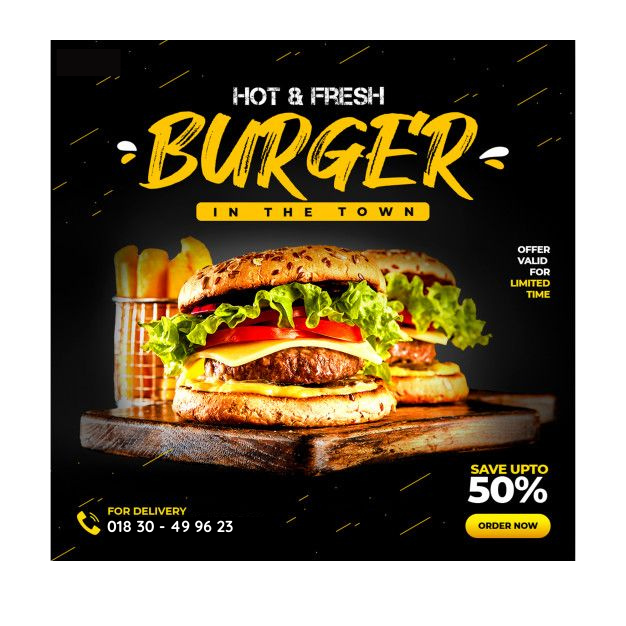 HOT & FRESH
BURGER
IN THE TOWN
OFFER
VALID
FOR
LIMITED
TIME
SAVE UPTO
50%
ORDER NOW
FOR DELIVERY
018 30 - 49 96 23